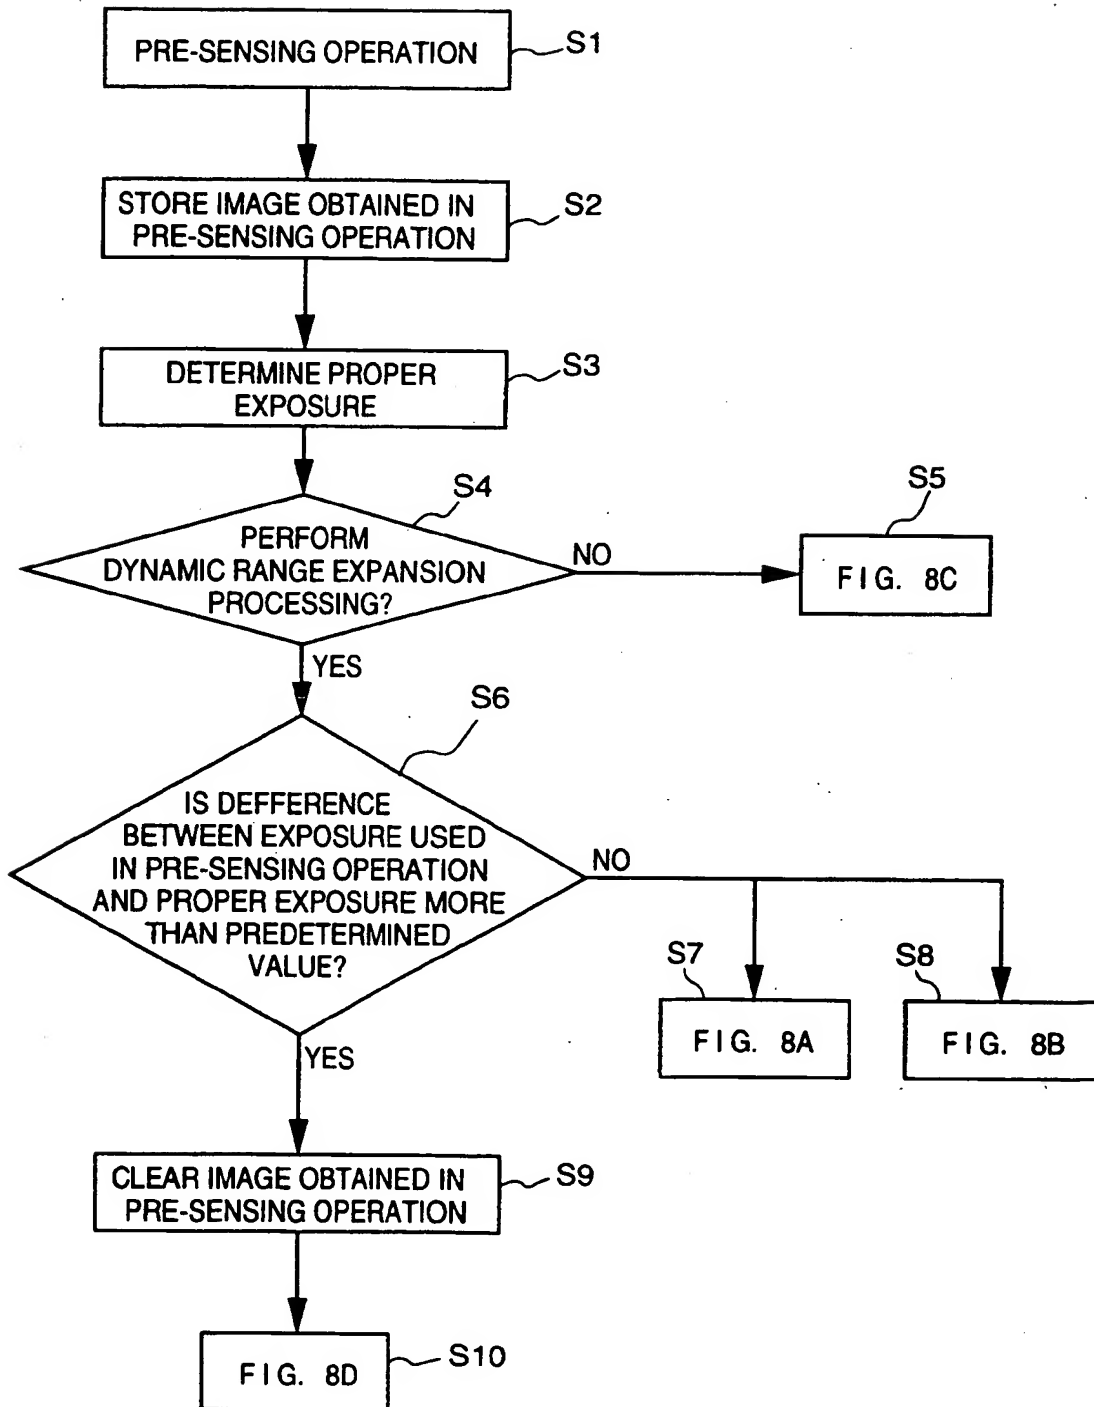 PRE-SENSING OPERATION
S1
STORE IMAGE OBTAINED IN
PRE-SENSING OPERATION
S2
DETERMINE PROPER
EXPOSURE
S3
S4
PERFORM
DYNAMIC RANGE EXPANSION
PROCESSING?
NO
S5
FIG. 8C
YES
S6
IS DEFFERENCE
BETWEEN EXPOSURE USED
IN PRE-SENSING OPERATION
AND PROPER EXPOSURE MORE
THAN PREDETERMINED
VALUE?
NO
S7
FIG. 8A
S8
FIG. 8B
YES
CLEAR IMAGE OBTAINED IN
PRE-SENSING OPERATION
S9
FIG. 8D
S10